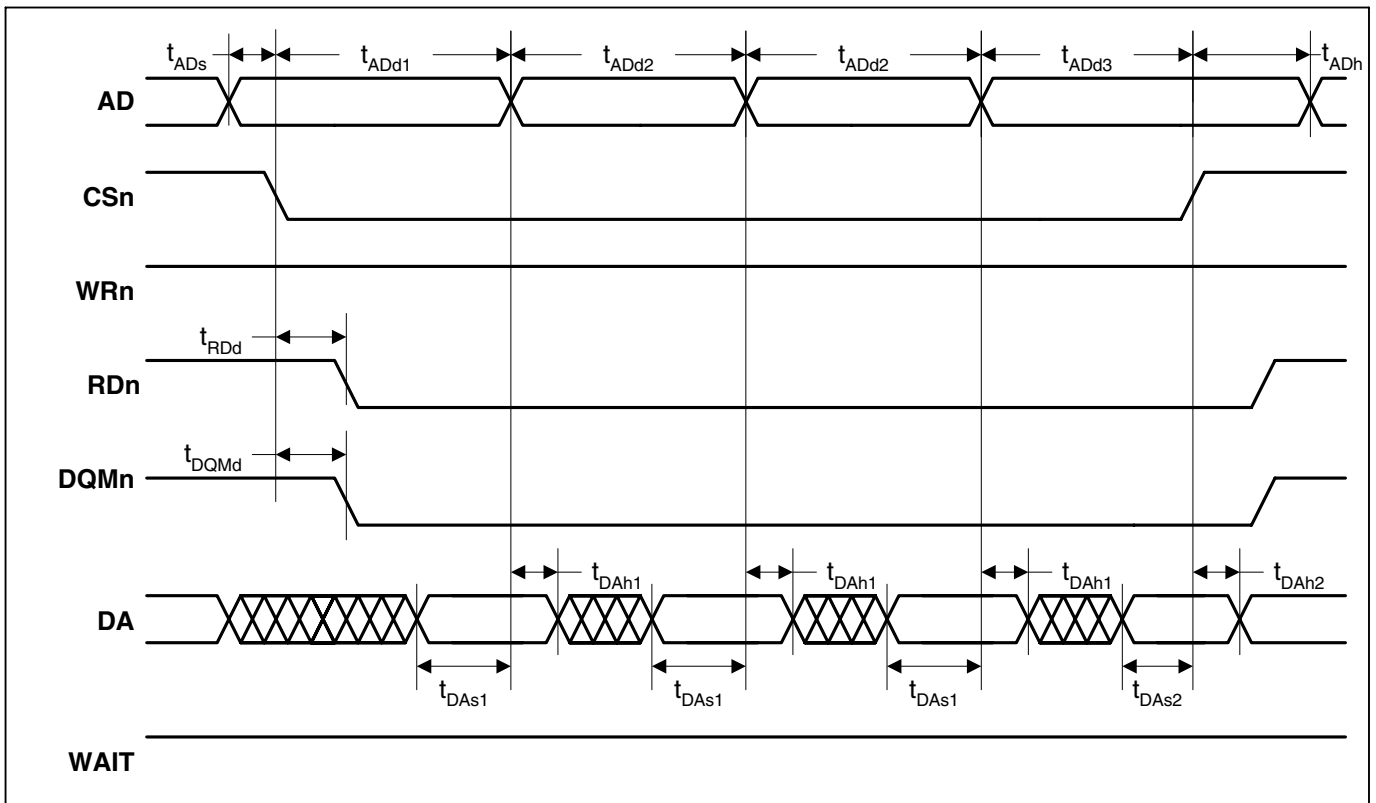 tADs tADd1 tADd2 tADd2 tADd3 tADh
AD
CSn
WRn
tRDd
RDn
tDQMd
DQMn
tDAh1 tDAh1 tDAh1 tDAh2
DA
tDAs1 tDAs1 tDAs1 tDAs2
WAIT